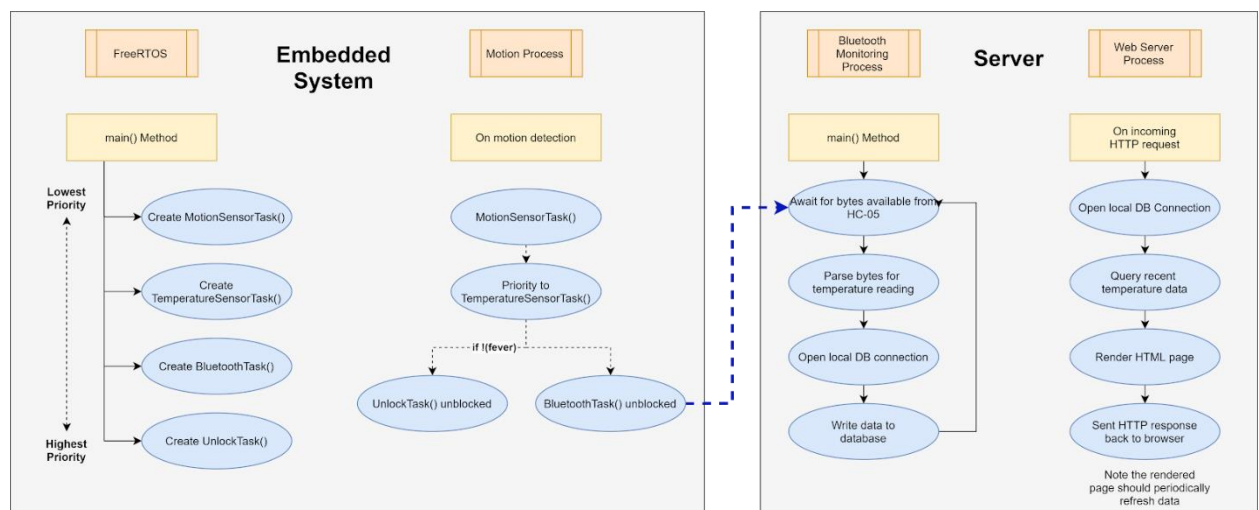 FreeRTOS
Embedded
System
Motion Process
main() Method
On motion detection
Lowest
Priority
Highest
Priority
Create MotionSensorTask()
Create
TemperatureSensorTask()
Create BluetoothTask()
Create UnlockTask()
MotionSensorTask()
Priority to
TemperatureSensorTask()
if !(fever)
UnlockTask() unblocked
BluetoothTask() unblocked
Bluetooth
Monitoring
Process
Server
Web Server
Process
main() Method
On incoming
HTTP request
Await for bytes available from
HC-05
Parse bytes for
temperature reading
Open local DB connection
Write data to
database
Open local DB Connection
Query recent
temperature data
Render HTML page
Sent HTTP response
back to browser
Note the rendered
page should periodically
refresh data